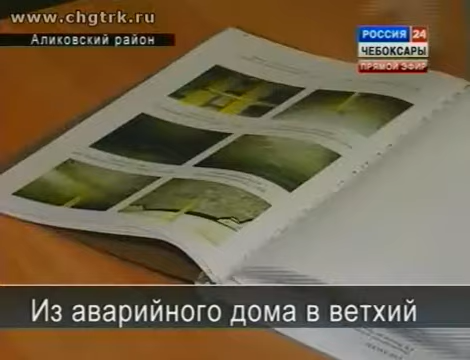 www.chgtrk.ru
Аликовский район
РОССИЯ 24
ЧЕБОКСАРЫ
ПРЯМОЙ ЭФИР
Из аварийного дома в ветхий